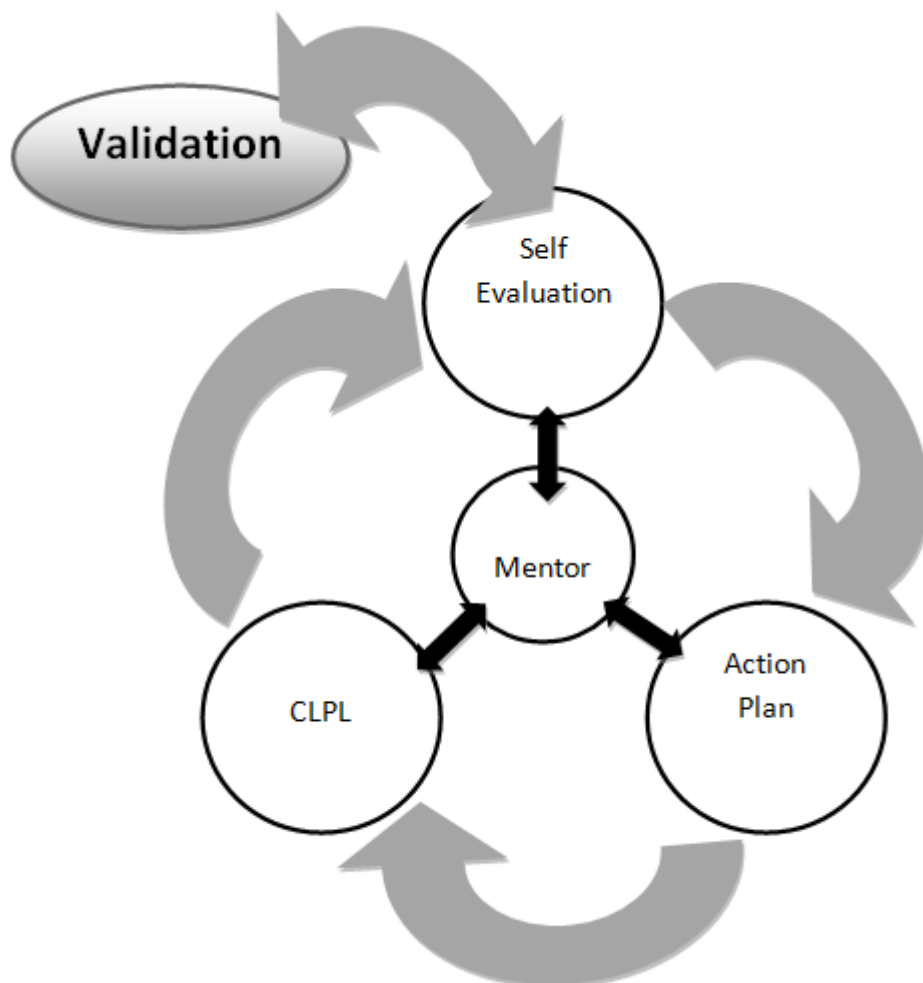 Validation
Self
Evaluation
Mentor
Action
Plan
CLPL